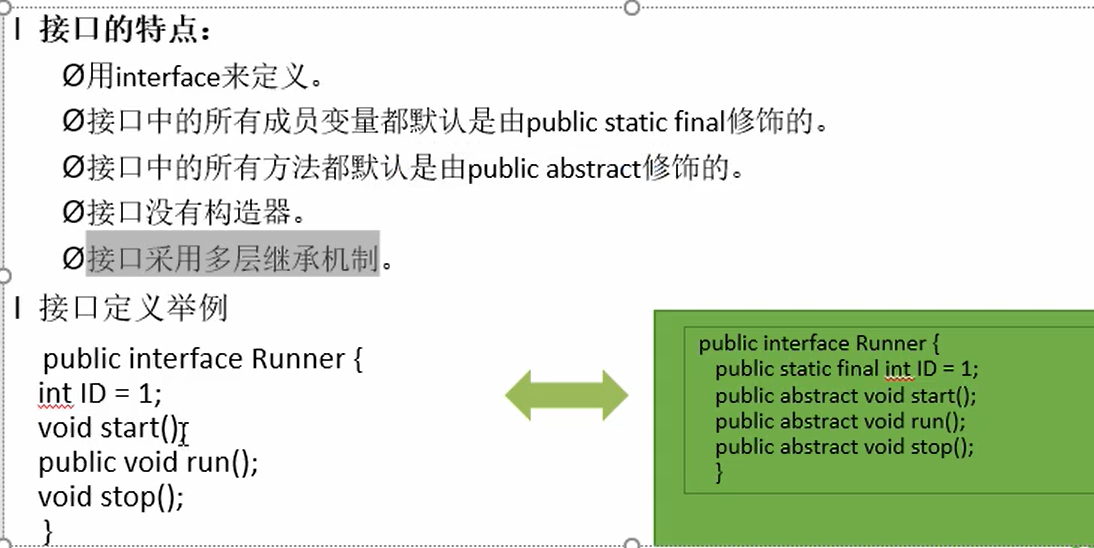 l 接口的特点：
Ø用interface来定义。
Ø接口中的所有成员变量都默认是由public static final修饰的。
Ø接口中的所有方法都默认是由public abstract修饰的。
Ø接口没有构造器。
Ø接口采用多层继承机制。
l 接口定义举例
public interface Runner {
int ID = 1;
void start();
public void run();
void stop();
}
public interface Runner {
public static final int ID = 1;
public abstract void start();
public abstract void run();
public abstract void stop();
}